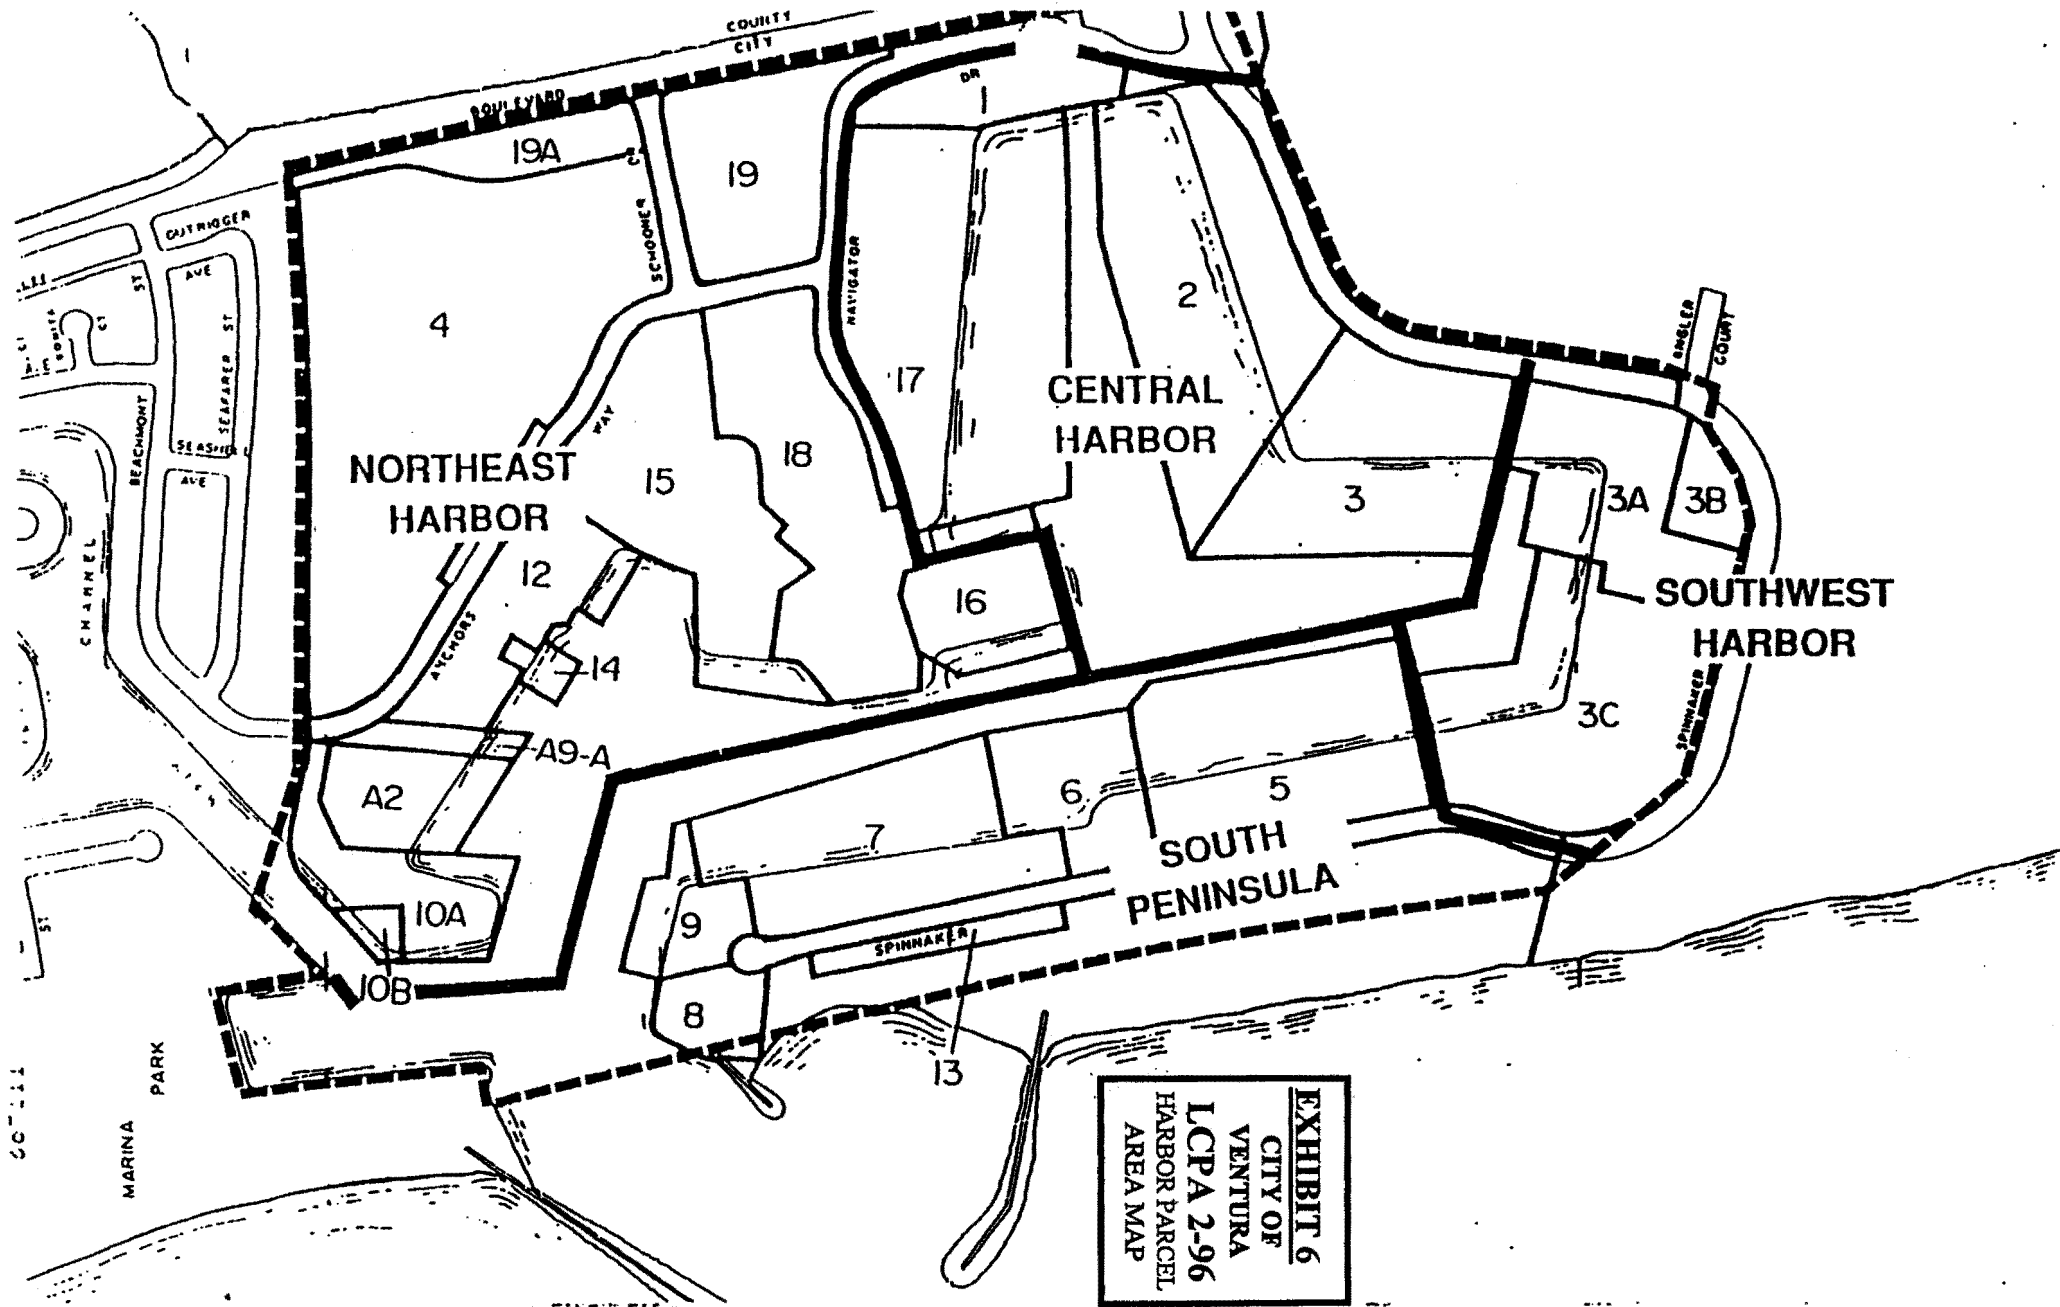 COUNTY
CITY
BOULEVARD
DR
19A
19
OUTRIGGER
AVE
ST
SCHOONER
NAVIGATOR
2
4
17
ANGLER
COURT
SEAFARER ST
BONITA
CT
BEACHMONT
SEASHELL
AVE
WAY
CENTRAL
HARBOR
NORTHEAST
HARBOR
15
18
3
3A
3B
CHANNEL
12
16
SOUTHWEST
HARBOR
ANCHORS
14
3C
SPINNAKER
A9-A
A2
6
5
7
SOUTH
PENINSULA
10A
9
SPINNAKER
10B
8
13
ST
PARK
MARINA
EXHIBIT 6
CITY OF
VENTURA
LCPA 2-96
HARBOR PARCEL
AREA MAP